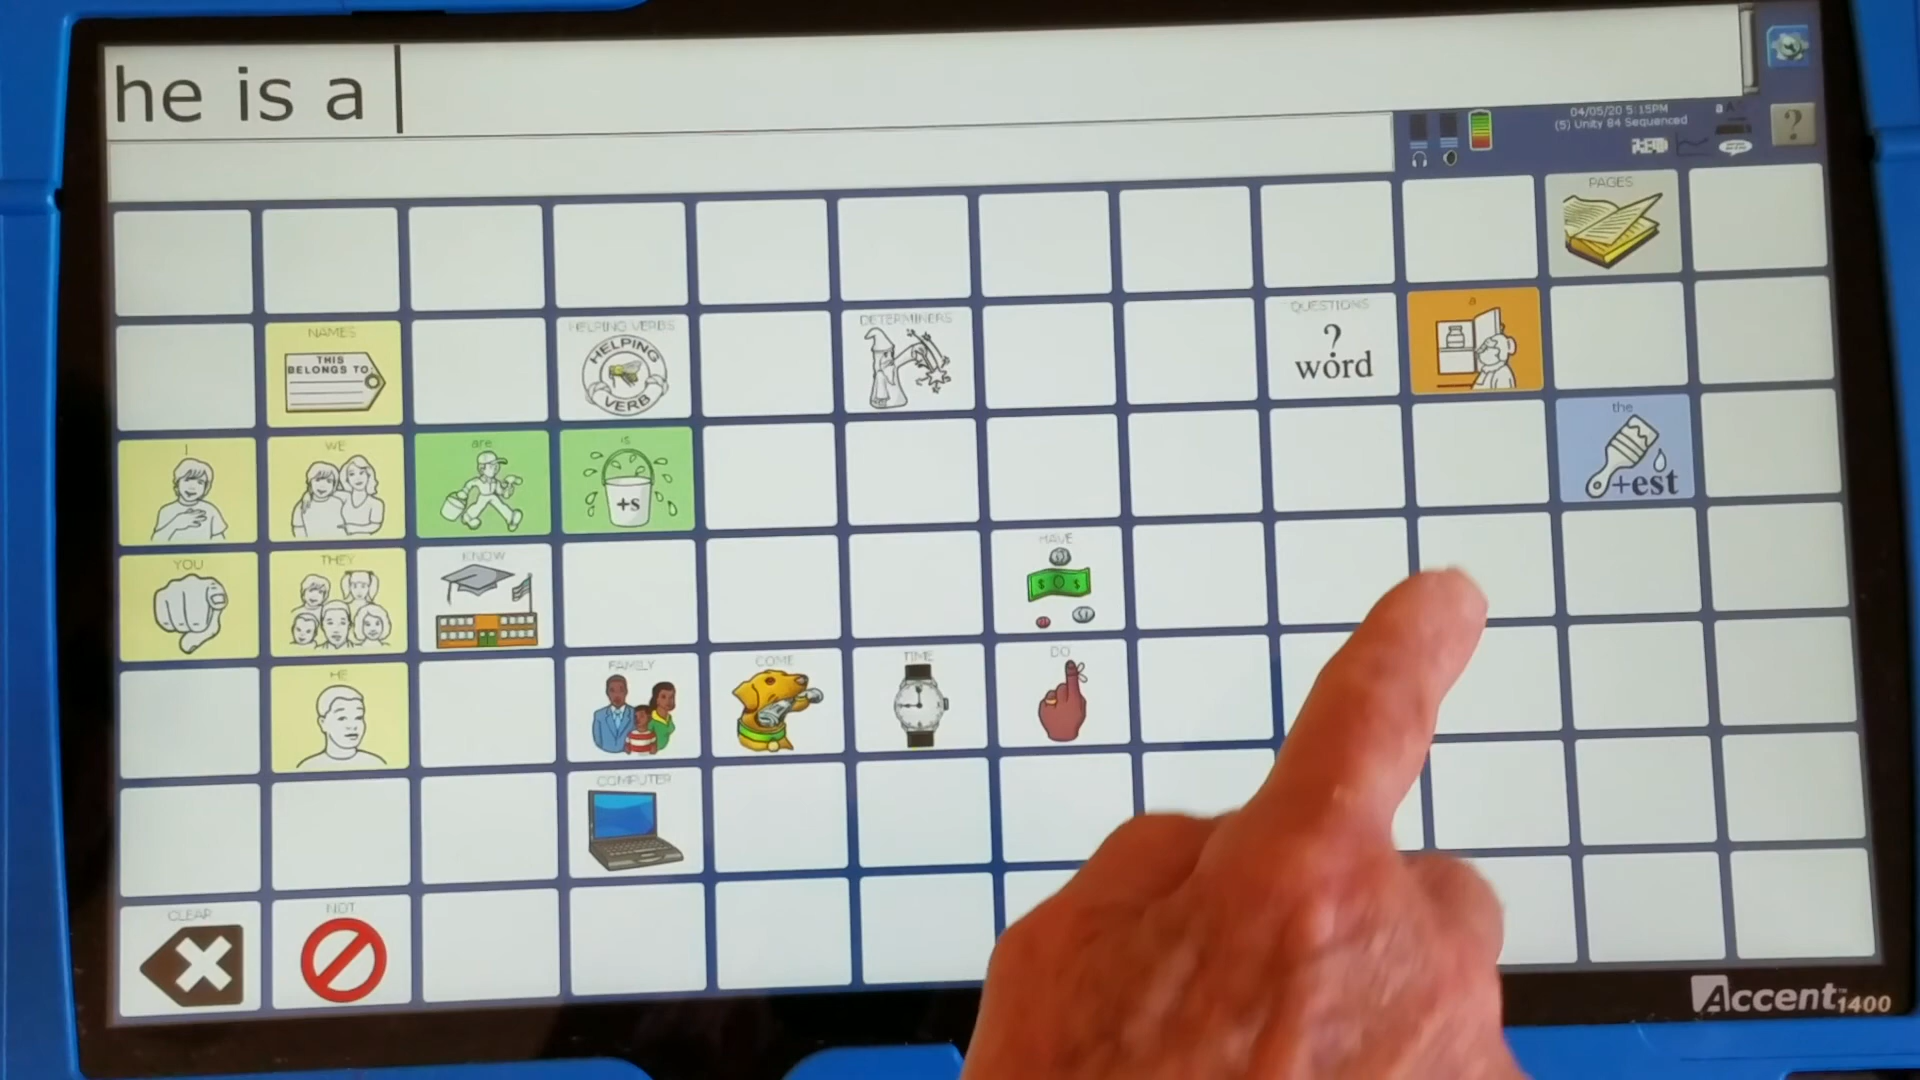 he is a
04/05/20 5:15PM
(5) Unity 84 Sequenced
?
PAGES
NAMES
THIS
BELONGS TO:
HELPING VERBS
HELPING
VERB
DETERMINERS
QUESTIONS
?
word
a
I
WE
are
is
+s
the
+est
YOU
THEY
KNOW
HAVE
HE
FAMILY
COME
TIME
DO
COMPUTER
CLEAR
NOT
Accent™1400